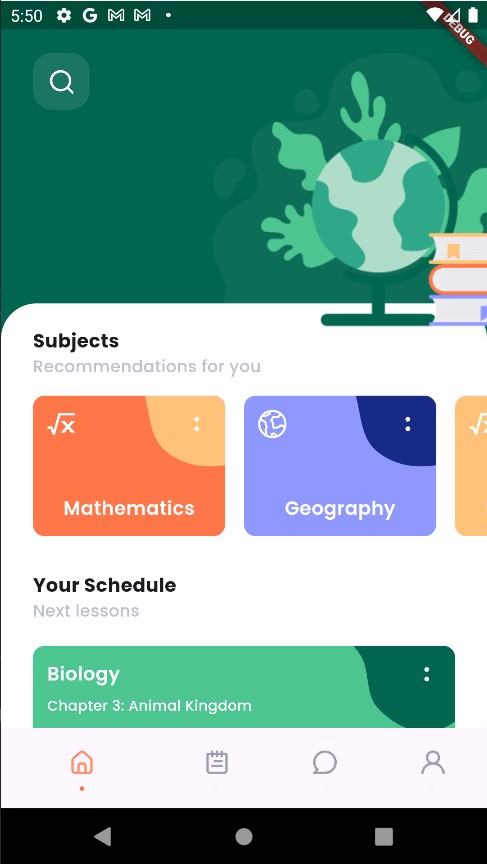 5:50
DEBUG
Subjects
Recommendations for you
√x
Mathematics
Geography
Your Schedule
Next lessons
Biology
Chapter 3: Animal Kingdom